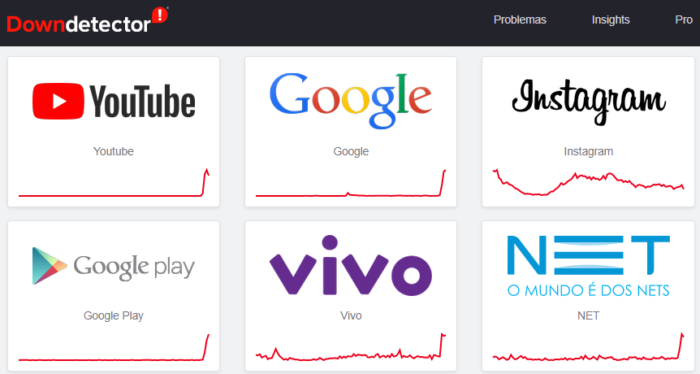 Downdetector
Problemas Insights Pro
YouTube
Youtube
Google
Google
Instagram
Instagram
Google play
Google Play
vivo
Vivo
NET
O MUNDO É DOS NETS
NET